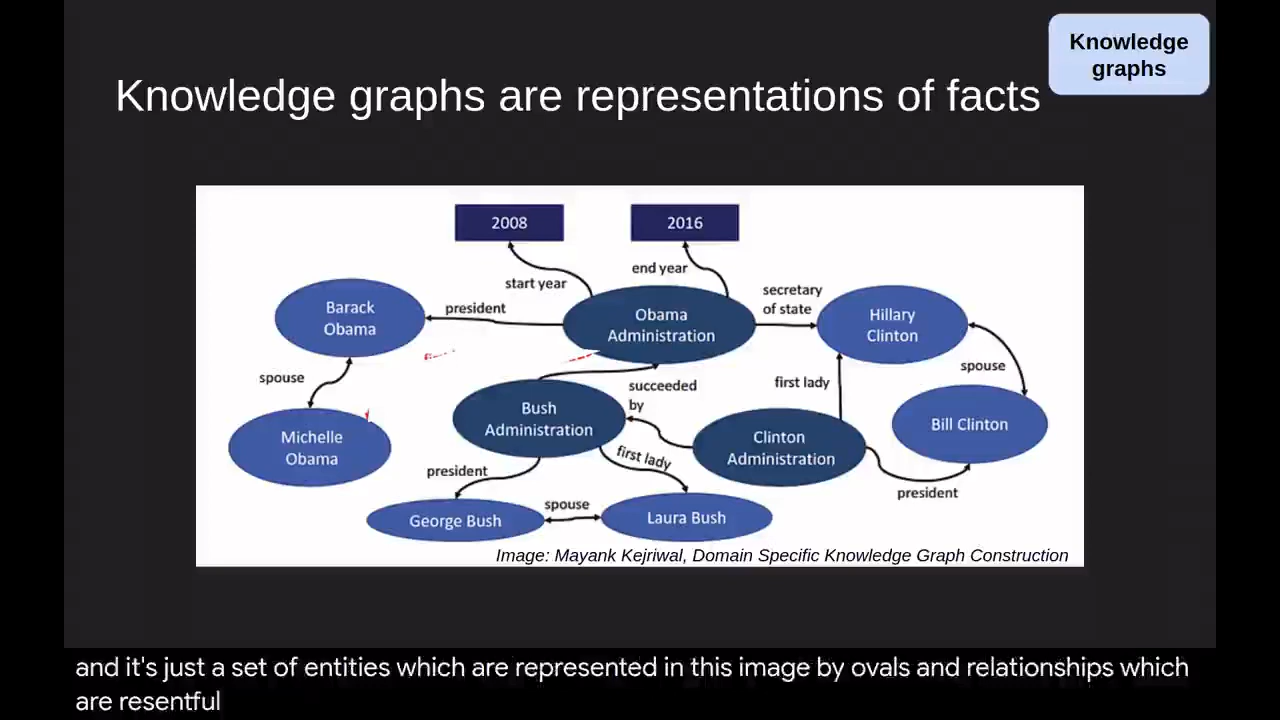 Knowledge
graphs
Knowledge graphs are representations of facts
2008
2016
start year
end year
Barack
Obama
president
Obama
Administration
secretary
of state
Hillary
Clinton
spouse
spouse
succeeded
by
first lady
Michelle
Obama
Bush
Administration
Clinton
Administration
Bill Clinton
president
first lady
president
George Bush
spouse
Laura Bush
Image: Mayank Kejriwal, Domain Specific Knowledge Graph Construction
and it's just a set of entities which are represented in this image by ovals and relationships which
are resentful